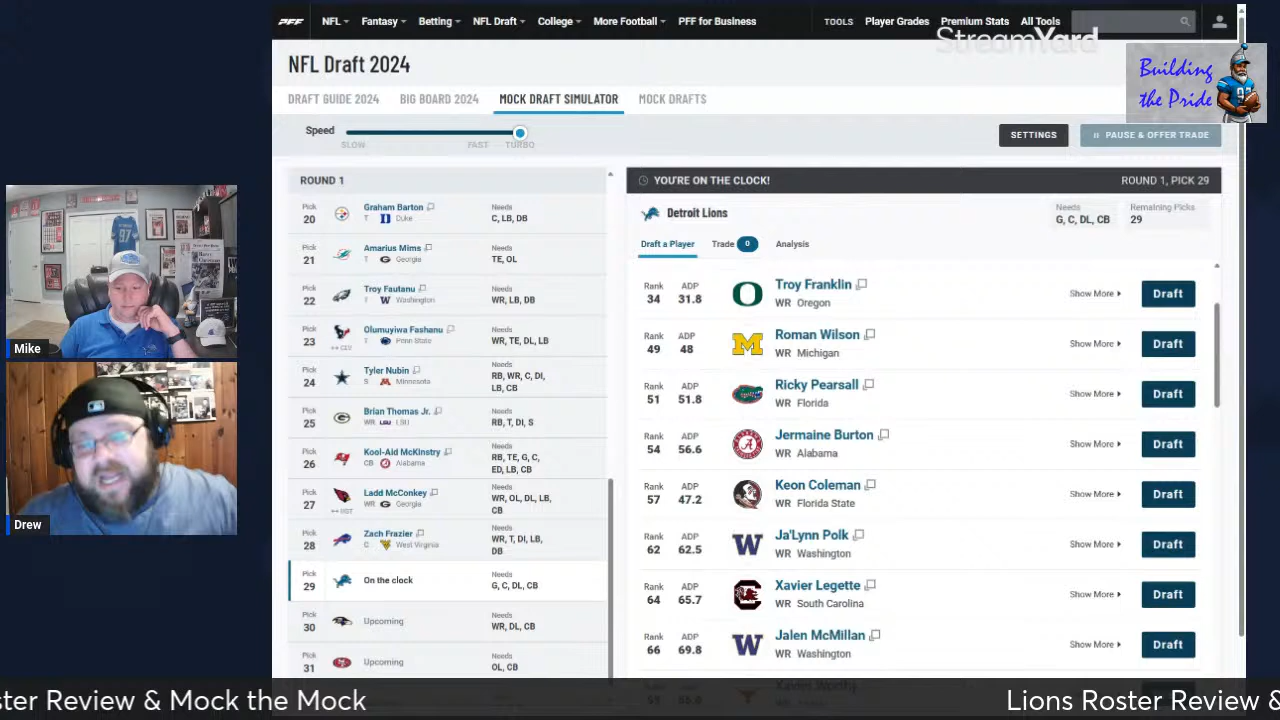 PFF NFL Fantasy Betting NFL Draft College More Football PFF for Business TOOLS Player Grades Premium Stats All Tools
StreamYard
NFL Draft 2024
Building
the Pride
DRAFT GUIDE 2024 BIG BOARD 2024 MOCK DRAFT SIMULATOR MOCK DRAFTS
Speed
SLOW FAST TURBO
SETTINGS PAUSE & OFFER TRADE
ROUND 1
Pick 20 Graham Barton T Duke Needs C, LB, DB
Pick 21 Amarius Mims T Georgia Needs TE, OL
Pick 22 Troy Fautanu T Washington Needs WR, LB, DB
Pick 23 Olumuyiwa Fashanu T Penn State Needs WR, TE, DL, LB
Pick 24 Tyler Nubin S Minnesota Needs RB, WR, C, DI, LB, CB
Pick 25 Brian Thomas Jr. WR LSU Needs RB, T, DI, S
Pick 26 Kool-Aid McKinstry CB Alabama Needs RB, TE, G, C, ED, LB, CB
Pick 27 Ladd McConkey WR Georgia Needs WR, OL, DL, LB, CB
Pick 28 Zach Frazier C West Virginia Needs WR, T, DI, LB, DB
Pick 29 On the clock Needs G, C, DL, CB
Pick 30 Upcoming Needs WR, DL, CB
Pick 31 Upcoming Needs OL, CB
YOU'RE ON THE CLOCK! ROUND 1, PICK 29
Detroit Lions Needs G, C, DL, CB Remaining Picks 29
Draft a Player Trade 0 Analysis
Rank 34 ADP 31.8 Troy Franklin WR Oregon Show More Draft
Rank 49 ADP 48 Roman Wilson WR Michigan Show More Draft
Rank 51 ADP 51.8 Ricky Pearsall WR Florida Show More Draft
Rank 54 ADP 56.6 Jermaine Burton WR Alabama Show More Draft
Rank 57 ADP 47.2 Keon Coleman WR Florida State Show More Draft
Rank 62 ADP 62.5 Ja'Lynn Polk WR Washington Show More Draft
Rank 64 ADP 65.7 Xavier Legette WR South Carolina Show More Draft
Rank 66 ADP 69.8 Jalen McMillan WR Washington Show More Draft
Mike
Drew
ster Review & Mock the Mock Lions Roster Review &